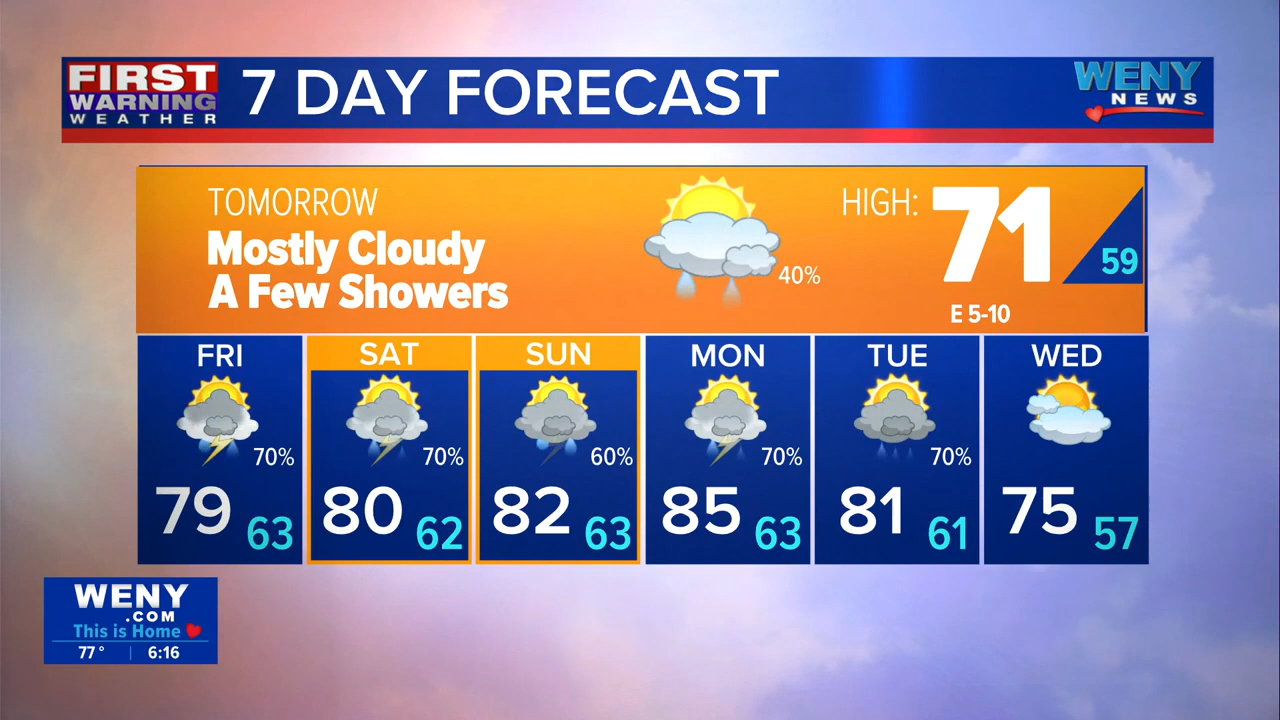 FIRST
WARNING
WEATHER
7 DAY FORECAST
WENY
NEWS
TOMORROW
Mostly Cloudy
A Few Showers
40%
HIGH: 71
59
E 5-10
FRI SAT SUN MON TUE WED
70% 70% 60% 70% 70%
79 63 80 62 82 63 85 63 81 61 75 57
WENY
.COM
This is Home
77° | 6:16